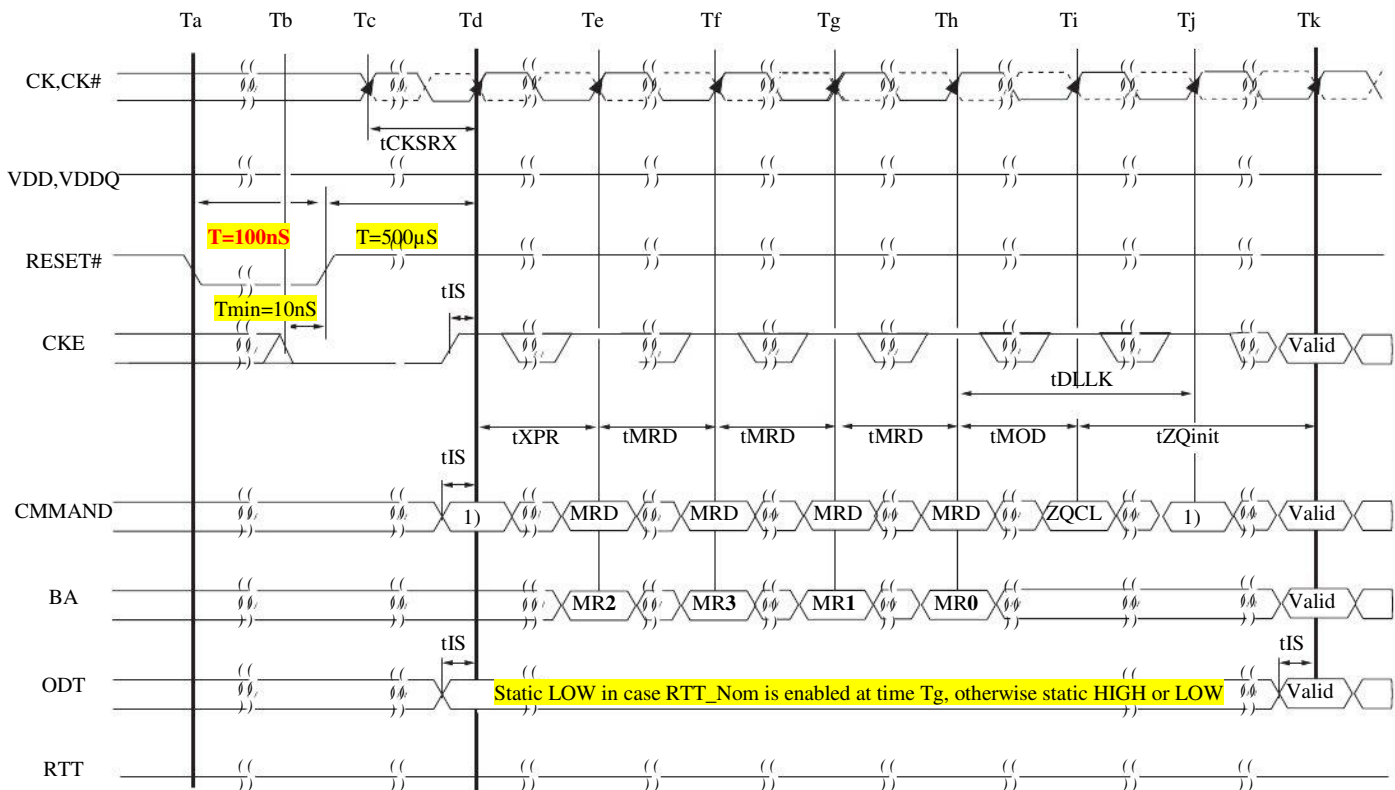 Ta Tb Tc Td Te Tf Tg Th Ti Tj Tk
CK,CK#
tCKSRX
VDD,VDDQ
T=100nS T=500µS
RESET#
Tmin=10nS tIS
CKE Valid
tDLLK
tXPR tMRD tMRD tMRD tMOD tZQinit
tIS
CMMAND 1) MRD MRD MRD MRD ZQCL 1) Valid
BA MR2 MR3 MR1 MR0 Valid
tIS tIS
ODT Static LOW in case RTT_Nom is enabled at time Tg, otherwise static HIGH or LOW Valid
RTT